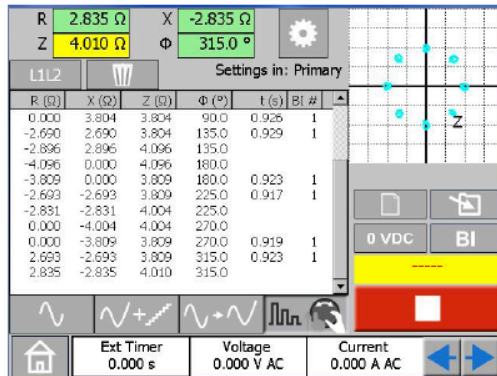 R 2.835 Ω X -2.835 Ω
Z 4.010 Ω Φ 315.0 °
L1L2 Settings in: Primary
R (Ω) X (Ω) Z (Ω) Φ (°) t (s) BI #
0.000 3.804 3.804 90.0 0.926 1
-2.690 2.690 3.804 135.0 0.929 1
-2.896 2.896 4.096 135.0
-4.096 0.000 4.096 180.0
-3.809 0.000 3.809 180.0 0.923 1
-2.693 -2.693 3.809 225.0 0.917 1
-2.831 -2.831 4.004 225.0
0.000 -4.004 4.004 270.0
0.000 -3.809 3.809 270.0 0.919 1
2.693 -2.693 3.809 315.0 0.923 1
2.835 -2.835 4.010 315.0
Z
0 VDC BI
-----
Ext Timer Voltage Current
0.000 s 0.000 V AC 0.000 A AC